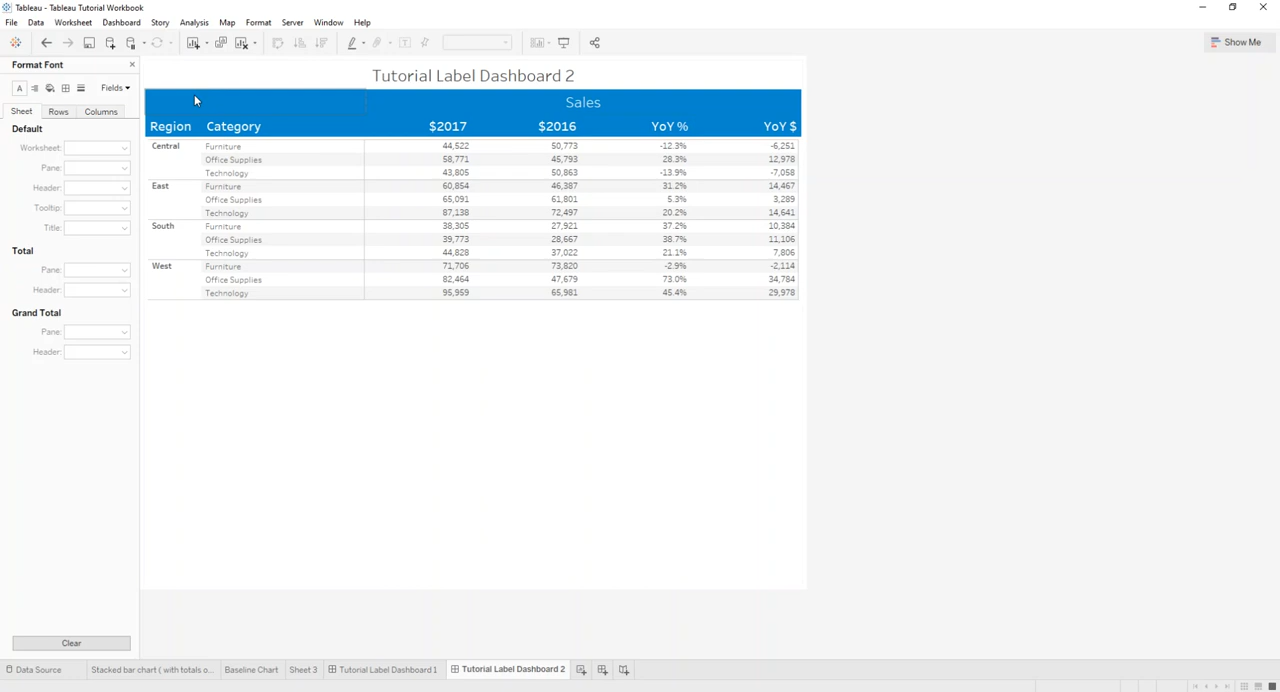 Tableau - Tableau Tutorial Workbook
File Data Worksheet Dashboard Story Analysis Map Format Server Window Help
Show Me
Format Font
Fields
Sheet Rows Columns
Default
Worksheet:
Pane:
Header:
Tooltip:
Title:
Total
Pane:
Header:
Grand Total
Pane:
Header:
Clear
Tutorial Label Dashboard 2
Sales
Region Category $2017 $2016 YoY % YoY $
Central Furniture 44,522 50,773 -12.3% -6,251
Office Supplies 58,771 45,793 28.3% 12,978
Technology 43,805 50,863 -13.9% -7,058
East Furniture 60,854 46,387 31.2% 14,467
Office Supplies 65,091 61,801 5.3% 3,289
Technology 87,138 72,497 20.2% 14,641
South Furniture 38,305 27,921 37.2% 10,384
Office Supplies 39,773 28,667 38.7% 11,106
Technology 44,828 37,022 21.1% 7,806
West Furniture 71,706 73,820 -2.9% -2,114
Office Supplies 82,464 47,679 73.0% 34,784
Technology 95,959 65,981 45.4% 29,978
Data Source Stacked bar chart ( with totals o... Baseline Chart Sheet 3 Tutorial Label Dashboard 1 Tutorial Label Dashboard 2